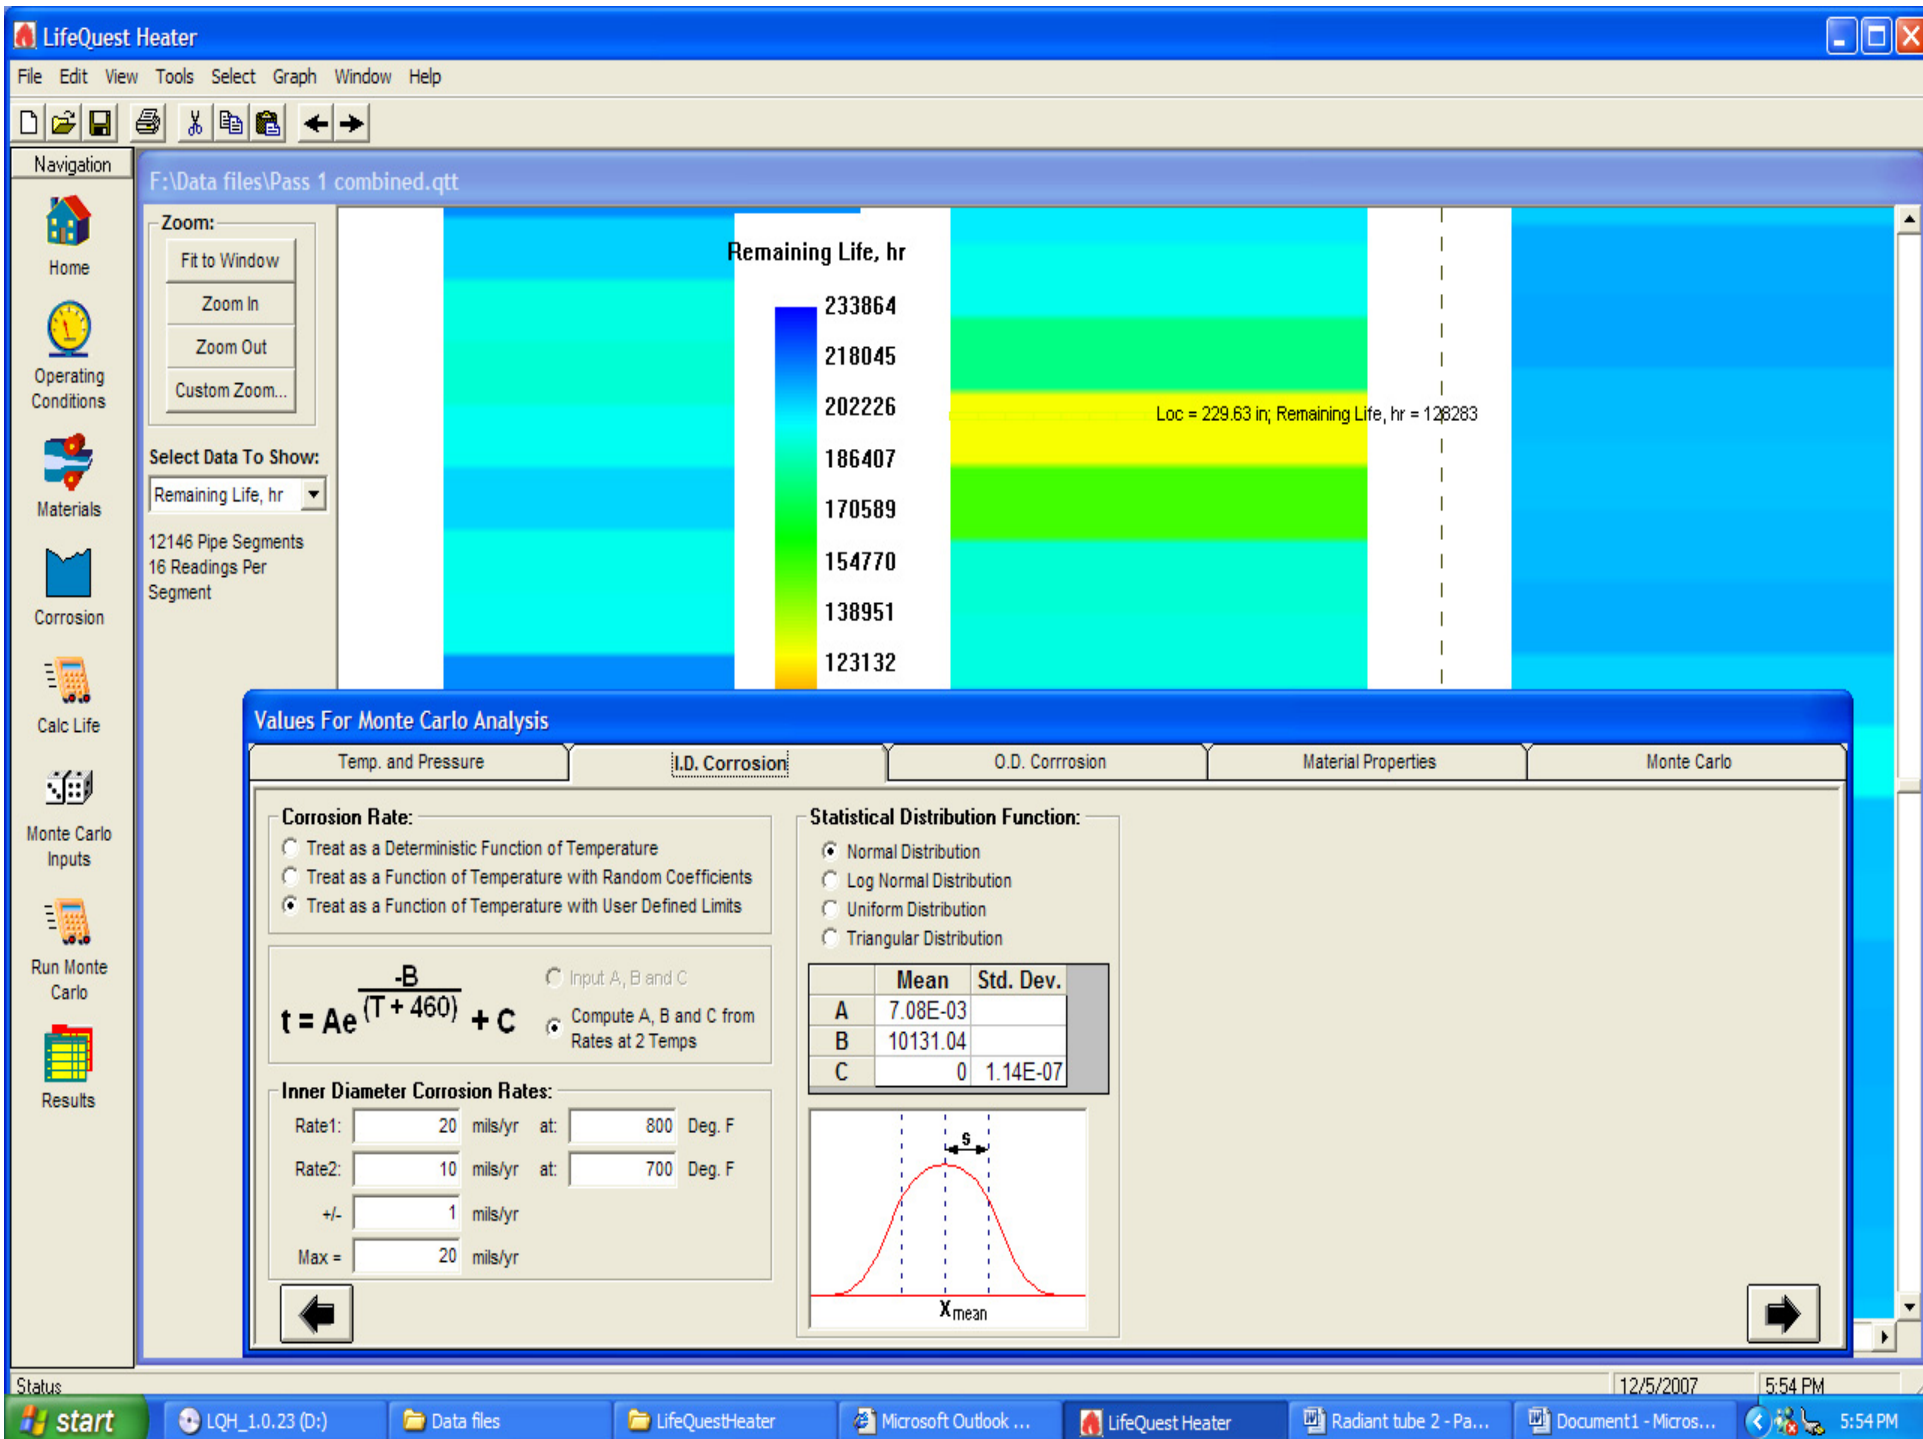 LifeQuest Heater
File Edit View Tools Select Graph Window Help
Navigation
Home
Operating
Conditions
Materials
Corrosion
Calc Life
Monte Carlo
Inputs
Run Monte
Carlo
Results
F:\Data files\Pass 1 combined.qtt
Zoom:
Fit to Window
Zoom In
Zoom Out
Custom Zoom...
Select Data To Show:
Remaining Life, hr
12146 Pipe Segments
16 Readings Per
Segment
Remaining Life, hr
233864
218045
202226
186407
170589
154770
138951
123132
Loc = 229.63 in; Remaining Life, hr = 128283
Values For Monte Carlo Analysis
Temp. and Pressure I.D. Corrosion O.D. Corrrosion Material Properties Monte Carlo
Corrosion Rate:
Treat as a Deterministic Function of Temperature
Treat as a Function of Temperature with Random Coefficients
Treat as a Function of Temperature with User Defined Limits
t = Ae -B (T + 460) + C
Input A, B and C
Compute A, B and C from
Rates at 2 Temps
Inner Diameter Corrosion Rates:
Rate1: 20 mils/yr at: 800 Deg. F
Rate2: 10 mils/yr at: 700 Deg. F
+/- 1 mils/yr
Max = 20 mils/yr
Statistical Distribution Function:
Normal Distribution
Log Normal Distribution
Uniform Distribution
Triangular Distribution
Mean Std. Dev.
A 7.08E-03
B 10131.04
C 0 1.14E-07
s
Xmean
Status 12/5/2007 5:54 PM
start LQH_1.0.23 (D:) Data files LifeQuestHeater Microsoft Outlook ... LifeQuest Heater Radiant tube 2 - Pa... Document1 - Micros... 5:54 PM